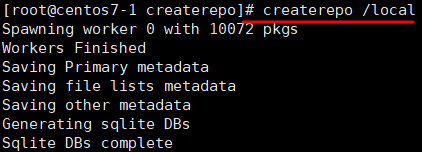 [root@centos7-1 createrepo]# createrepo /local
Spawning worker 0 with 10072 pkgs
Workers Finished
Saving Primary metadata
Saving file lists metadata
Saving other metadata
Generating sqlite DBs
Sqlite DBs complete